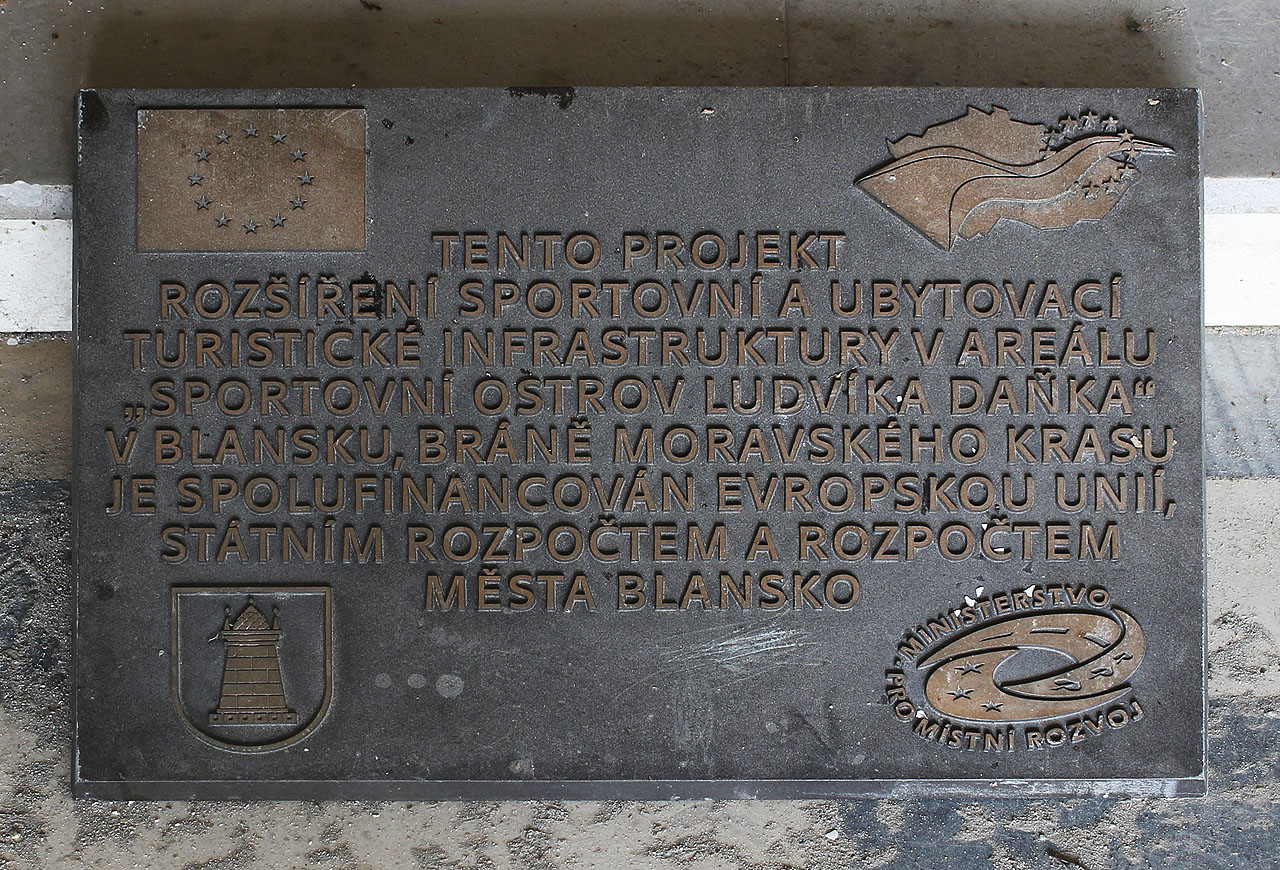 TENTO PROJEKT
ROZŠÍŘENÍ SPORTOVNÍ A UBYTOVACÍ
TURISTICKÉ INFRASTRUKTURY V AREÁLU
„SPORTOVNÍ OSTROV LUDVÍKA DAŇKA“
V BLANSKU, BRÁNĚ MORAVSKÉHO KRASU
JE SPOLUFINANCOVÁN EVROPSKOU UNIÍ,
STÁTNÍM ROZPOČTEM A ROZPOČTEM
MĚSTA BLANSKO
MINISTERSTVO
PRO MÍSTNÍ ROZVOJ